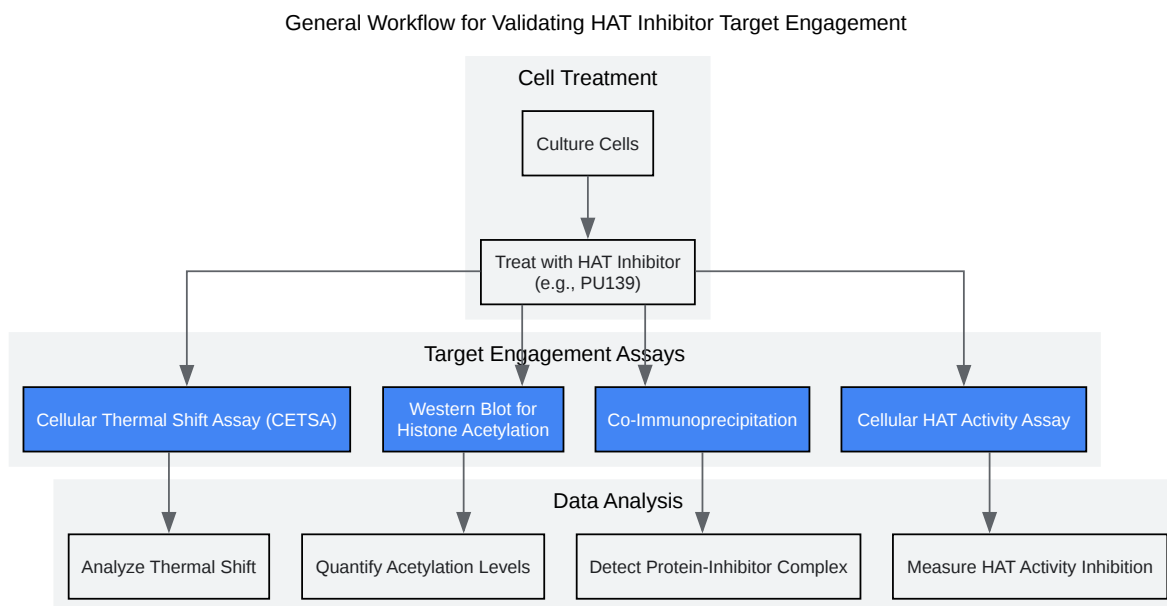 General Workflow for Validating HAT Inhibitor Target Engagement
Cell Treatment
Culture Cells
Treat with HAT Inhibitor
(e.g., PU139)
Target Engagement Assays
Cellular Thermal Shift Assay (CETSA)
Western Blot for
Histone Acetylation
Co-Immunoprecipitation
Cellular HAT Activity Assay
Data Analysis
Analyze Thermal Shift
Quantify Acetylation Levels
Detect Protein-Inhibitor Complex
Measure HAT Activity Inhibition